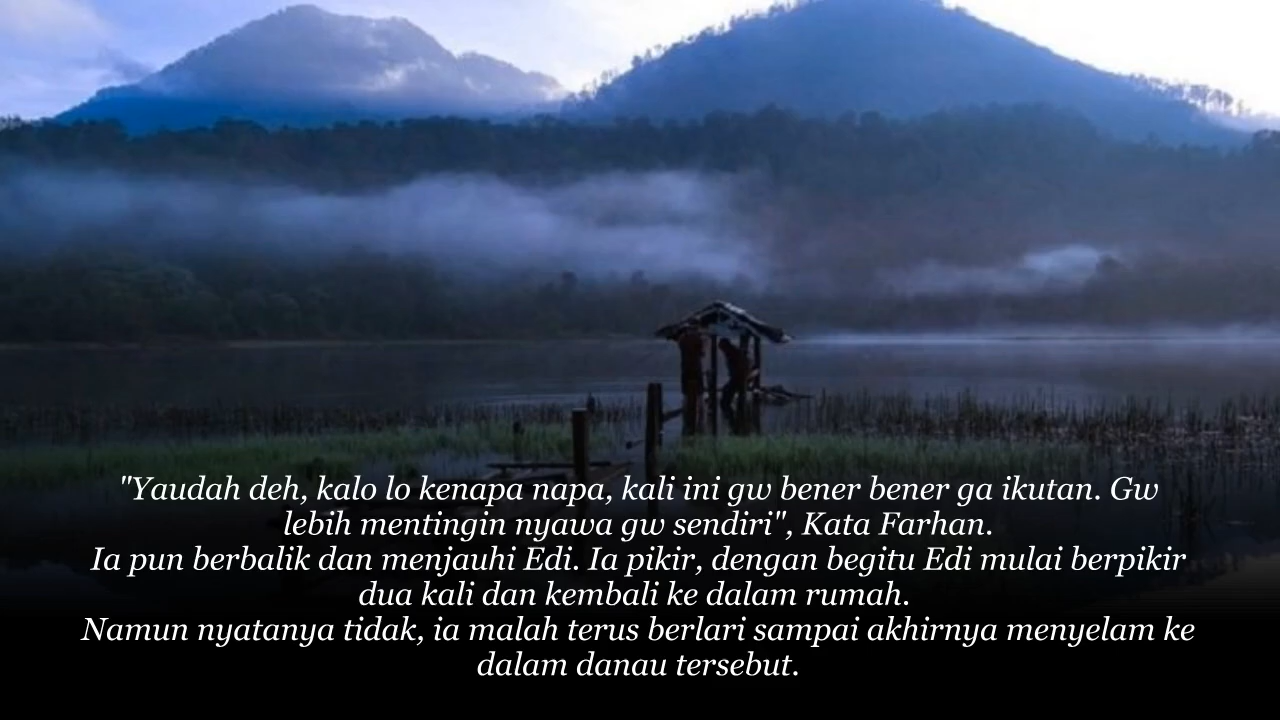 "Yaudah deh, kalo lo kenapa napa, kali ini gw bener bener ga ikutan. Gw
lebih mentingin nyawa gw sendiri", Kata Farhan.
Ia pun berbalik dan menjauhi Edi. Ia pikir, dengan begitu Edi mulai berpikir
dua kali dan kembali ke dalam rumah.
Namun nyatanya tidak, ia malah terus berlari sampai akhirnya menyelam ke
dalam danau tersebut.